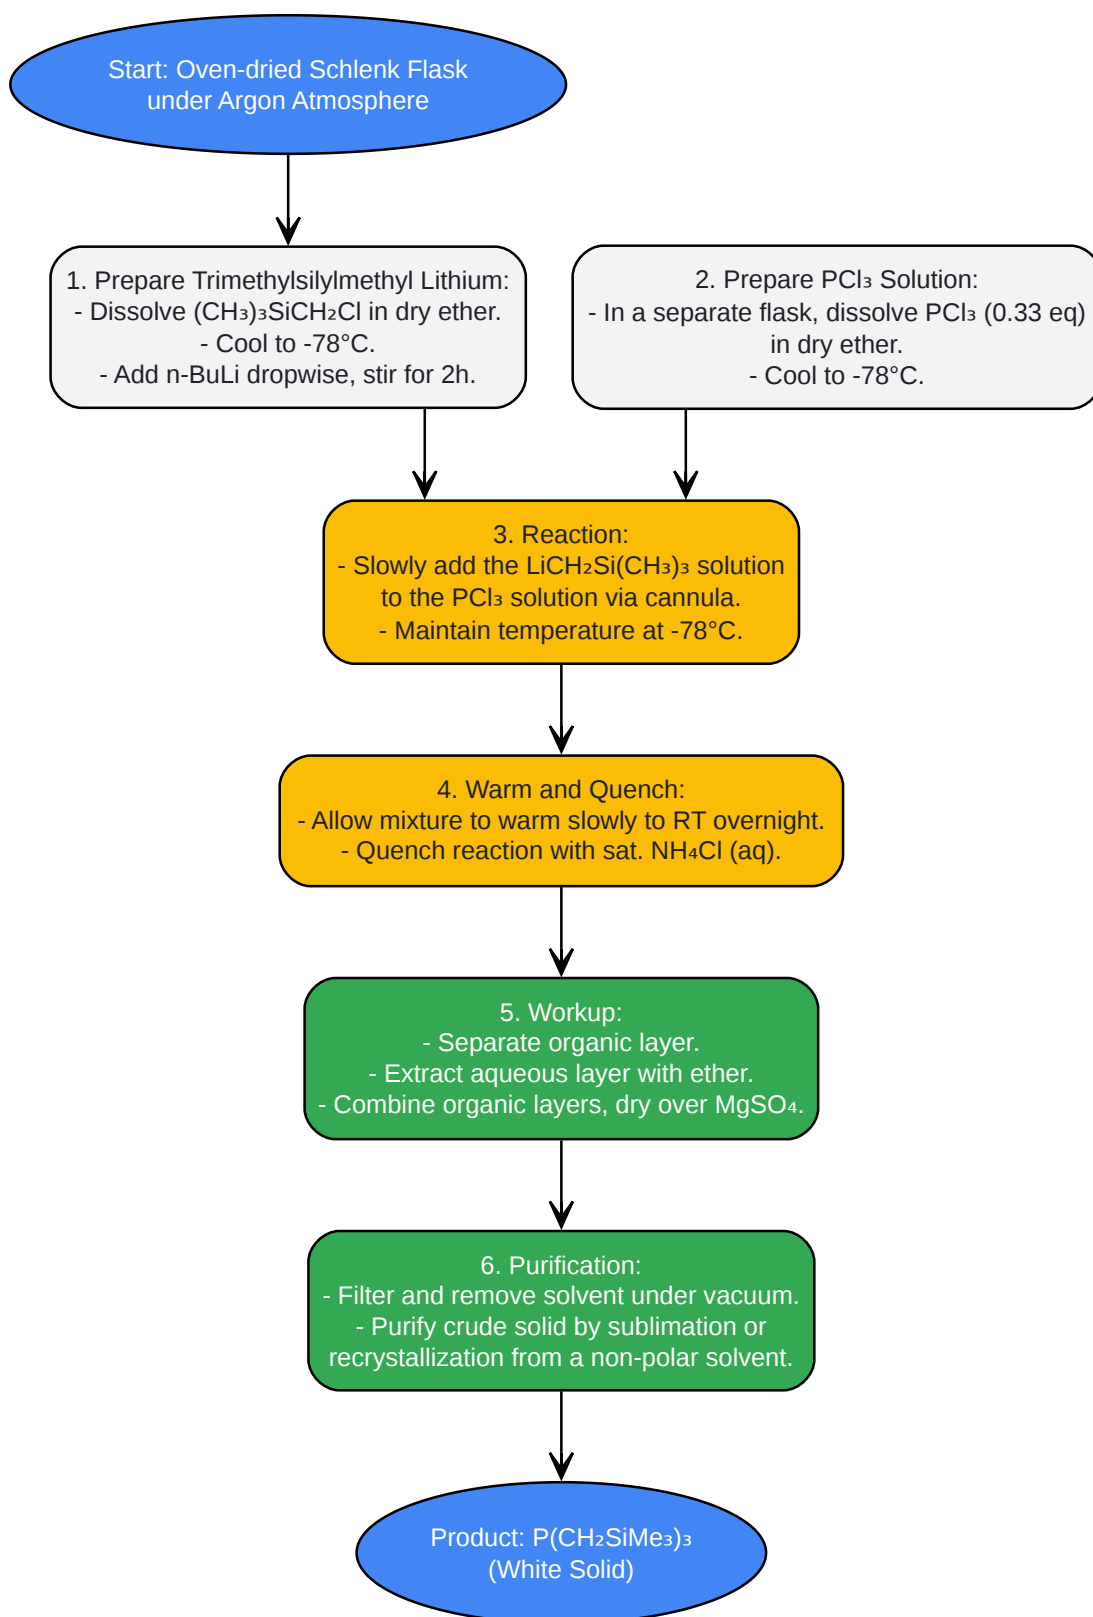 Start: Oven-dried Schlenk Flask
under Argon Atmosphere
1. Prepare Trimethylsilylmethyl Lithium:
- Dissolve (CH₃)₃SiCH₂Cl in dry ether.
- Cool to -78°C.
- Add n-BuLi dropwise, stir for 2h.
2. Prepare PCl₃ Solution:
- In a separate flask, dissolve PCl₃ (0.33 eq)
in dry ether.
- Cool to -78°C.
3. Reaction:
- Slowly add the LiCH₂Si(CH₃)₃ solution
to the PCl₃ solution via cannula.
- Maintain temperature at -78°C.
4. Warm and Quench:
- Allow mixture to warm slowly to RT overnight.
- Quench reaction with sat. NH₄Cl (aq).
5. Workup:
- Separate organic layer.
- Extract aqueous layer with ether.
- Combine organic layers, dry over MgSO₄.
6. Purification:
- Filter and remove solvent under vacuum.
- Purify crude solid by sublimation or
recrystallization from a non-polar solvent.
Product: P(CH₂SiMe₃)₃
(White Solid)